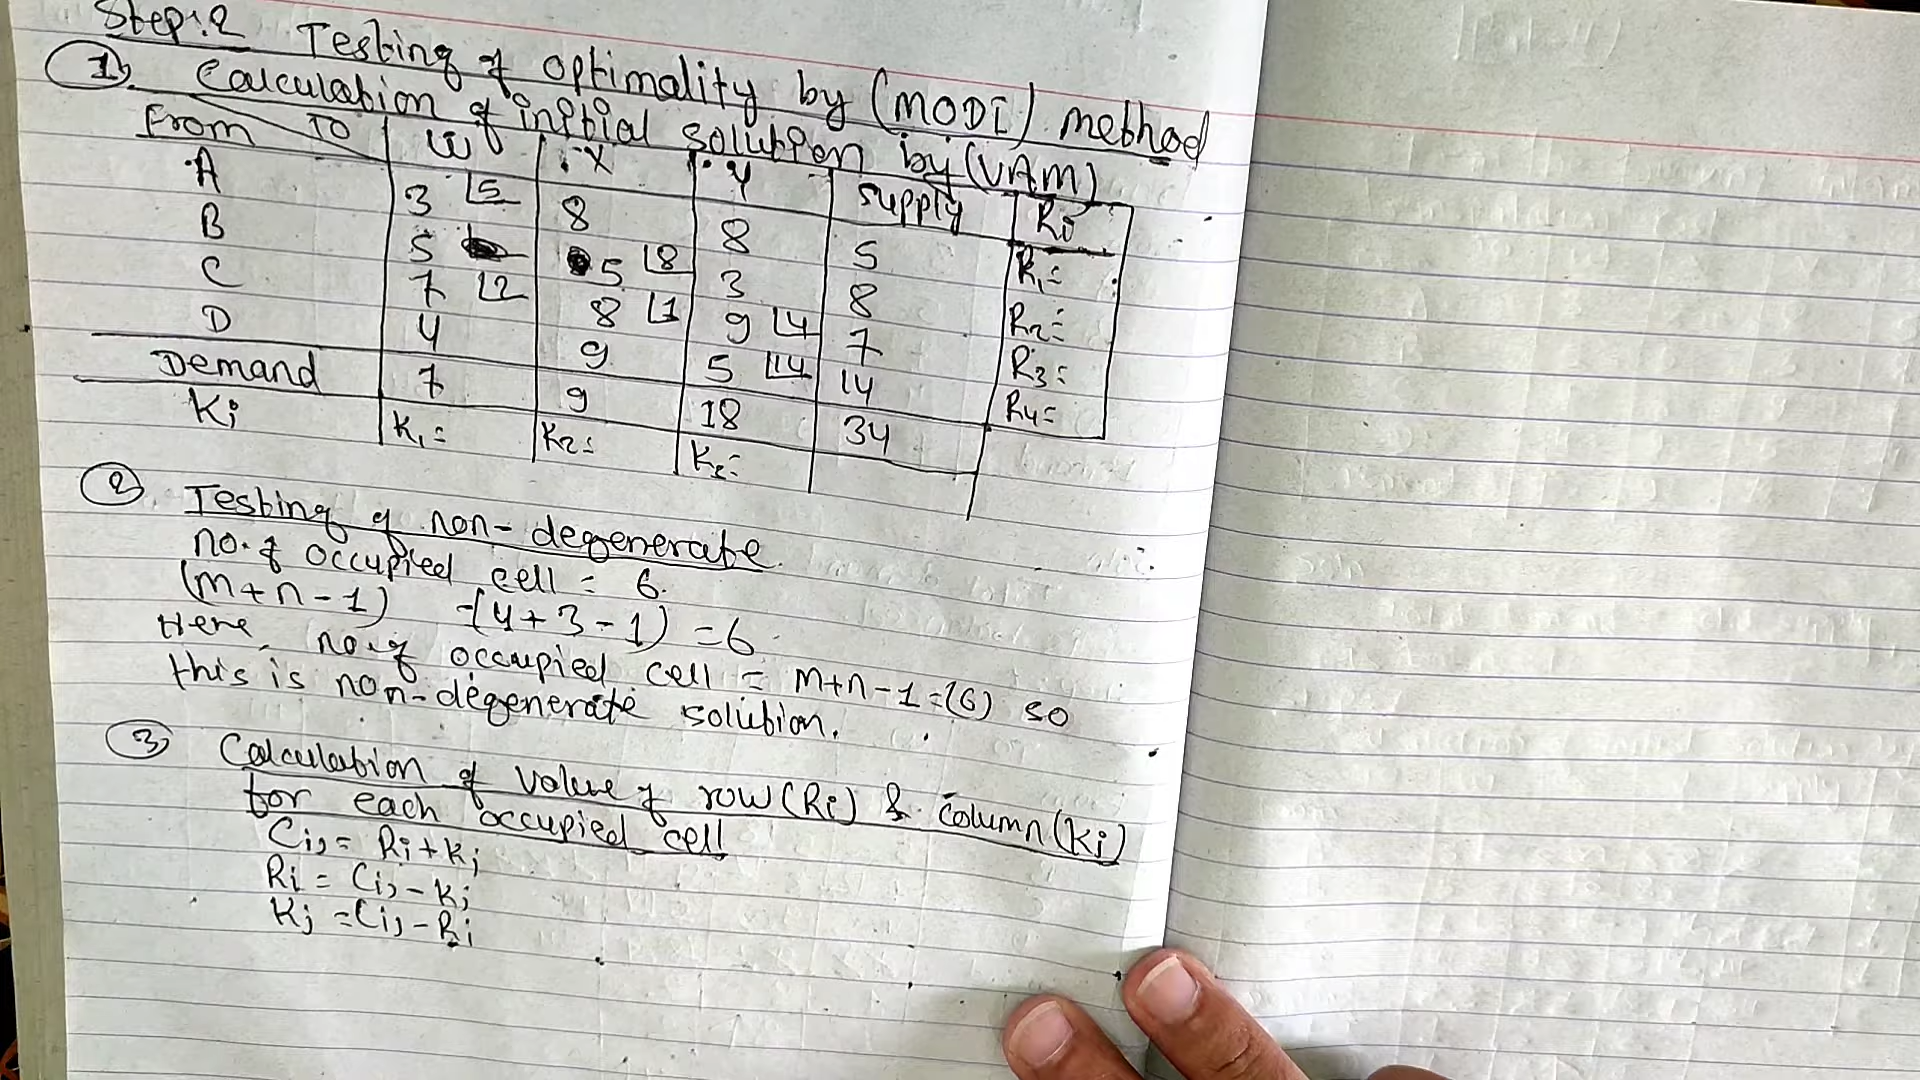 Step:2 Testing of optimality by (MODI) method
1). Calculation of initial solution by (VAM)
From TO W X Y Supply Ri
A 3 5 8 8 5 R1=
B 5 5 8 3 8 R2=
C 7 2 8 1 9 4 7 R3=
D 4 9 5 14 14 R4=
Demand 7 9 18 34
Kj K1= K2= K3=
2 Testing of non-degenerate
no. of occupied cell = 6.
(m+n-1) -(4+3-1) =6
Here, no. of occupied cell = m+n-1=(6) so
this is non-degenerate solution.
3 Calculation of value of row (Ri) & column (Kj)
for each occupied cell
Cij = Ri+Kj
Ri = Cij - Kj
Kj = Cij - Ri